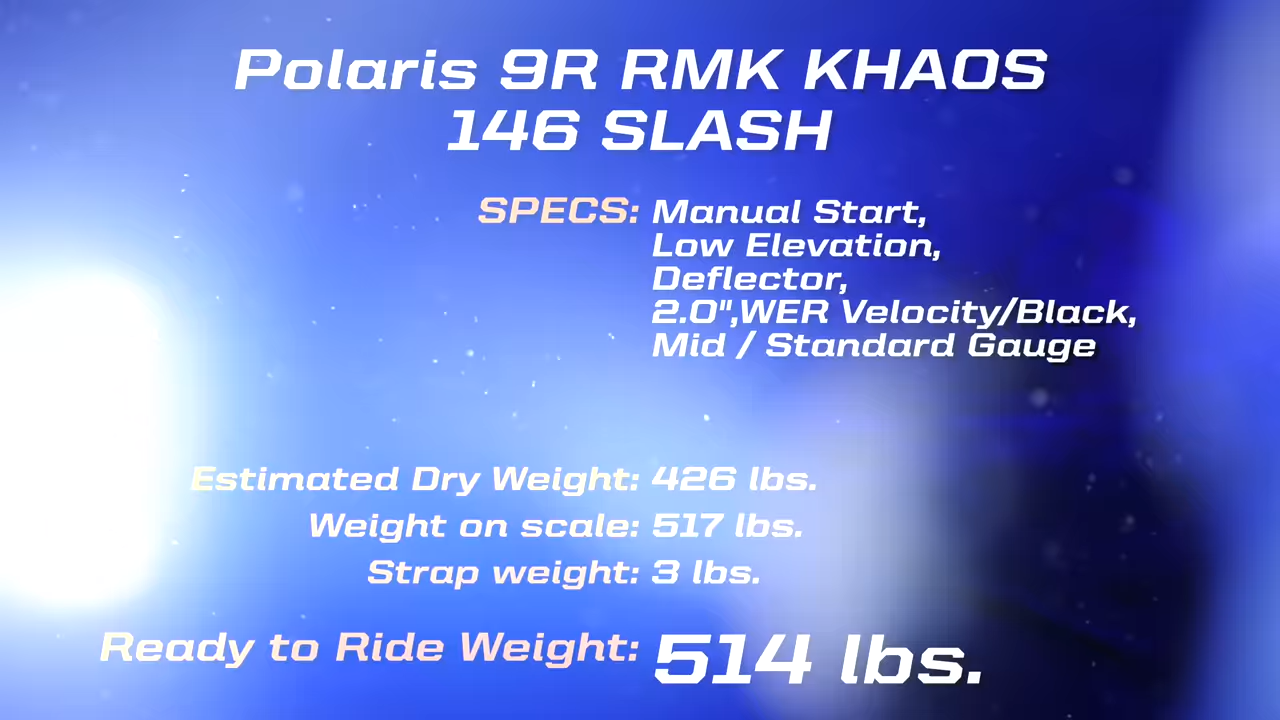 Polaris 9R RMK KHAOS
146 SLASH
SPECS: Manual Start,
Low Elevation,
Deflector,
2.0",WER Velocity/Black,
Mid / Standard Gauge
Estimated Dry Weight: 426 lbs.
Weight on scale: 517 lbs.
Strap weight: 3 lbs.
Ready to Ride Weight: 514 lbs.